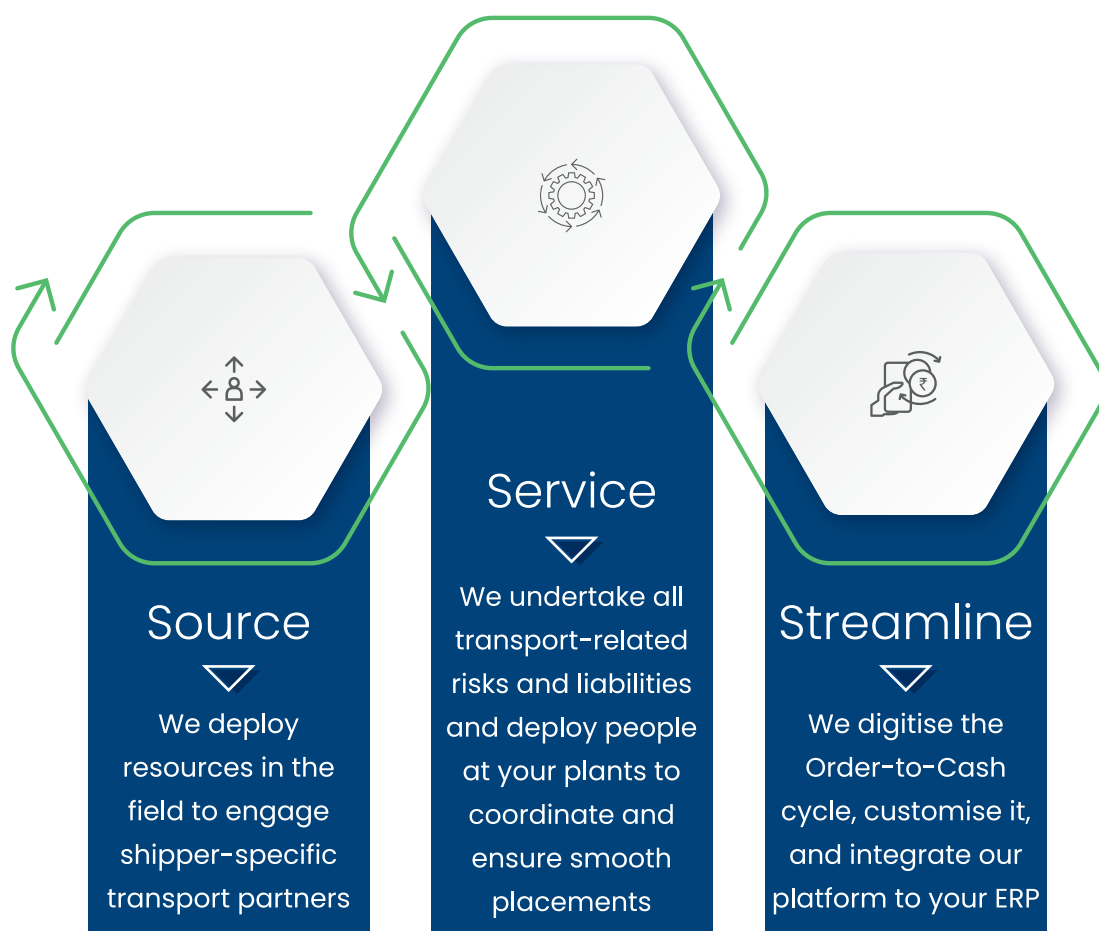 Source
We deploy
resources in the
field to engage
shipper-specific
transport partners
Service
We undertake all
transport-related
risks and liabilities
and deploy people
at your plants to
coordinate and
ensure smooth
placements
₹
Streamline
We digitise the
Order-to-Cash
cycle, customise it,
and integrate our
platform to your ERP